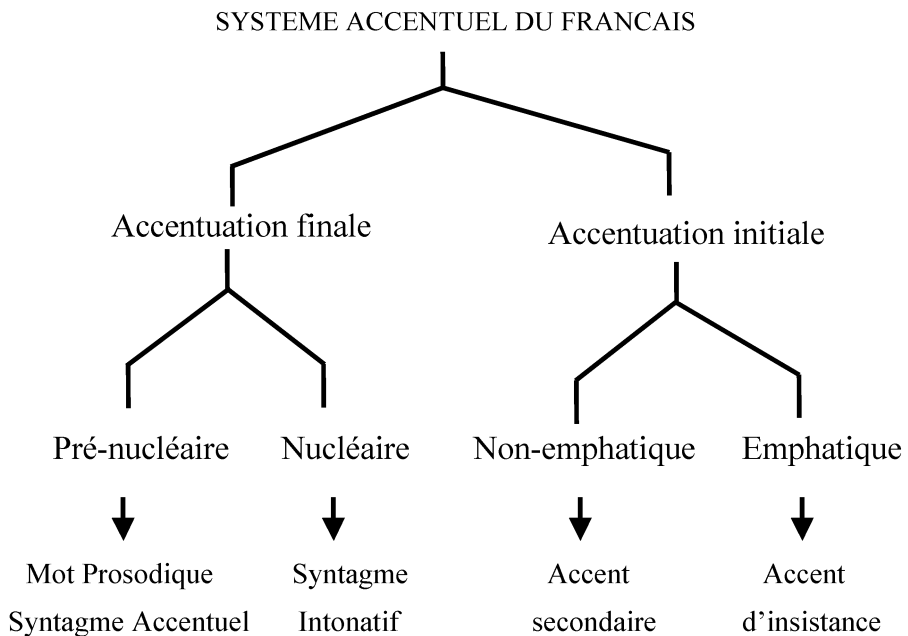 SYSTEME ACCENTUEL DU FRANCAIS
Accentuation finale
Accentuation initiale
Pré-nucléaire
Nucléaire
Non-emphatique
Emphatique
Mot Prosodique
Syntagme Accentuel
Syntagme
Intonatif
Accent
secondaire
Accent
d'insistance